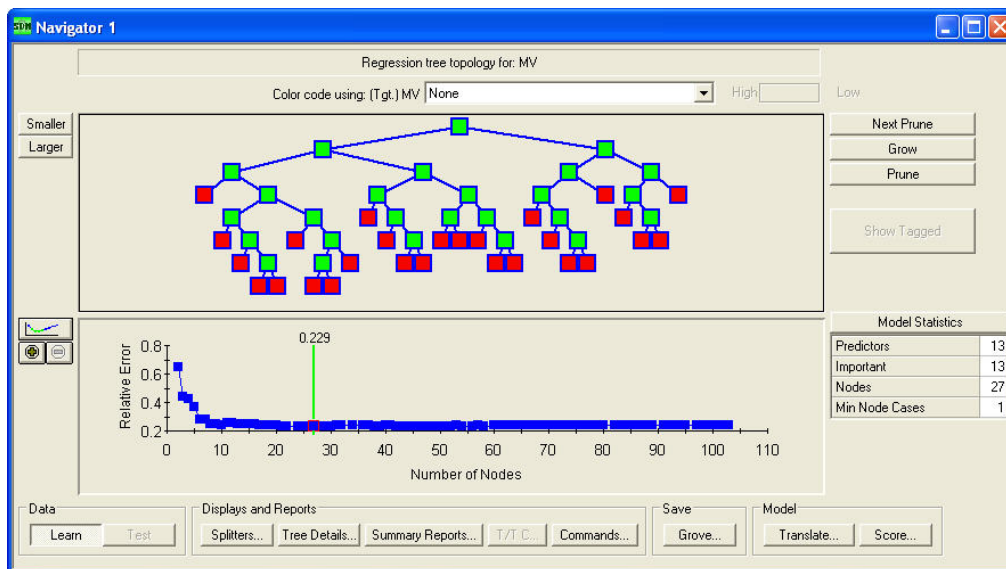 SDM Navigator 1
Regression tree topology for: MV
Color code using: (Tgt.) MV None High Low
Smaller
Larger
Next Prune
Grow
Prune
Show Tagged
0.229
Relative Error
0.8
0.6
0.4
0.2
0 10 20 30 40 50 60 70 80 90 100 110
Number of Nodes
Model Statistics
Predictors 13
Important 13
Nodes 27
Min Node Cases 1
Data
Learn Test
Displays and Reports
Splitters... Tree Details... Summary Reports... T/T C... Commands...
Save
Grove...
Model
Translate... Score...